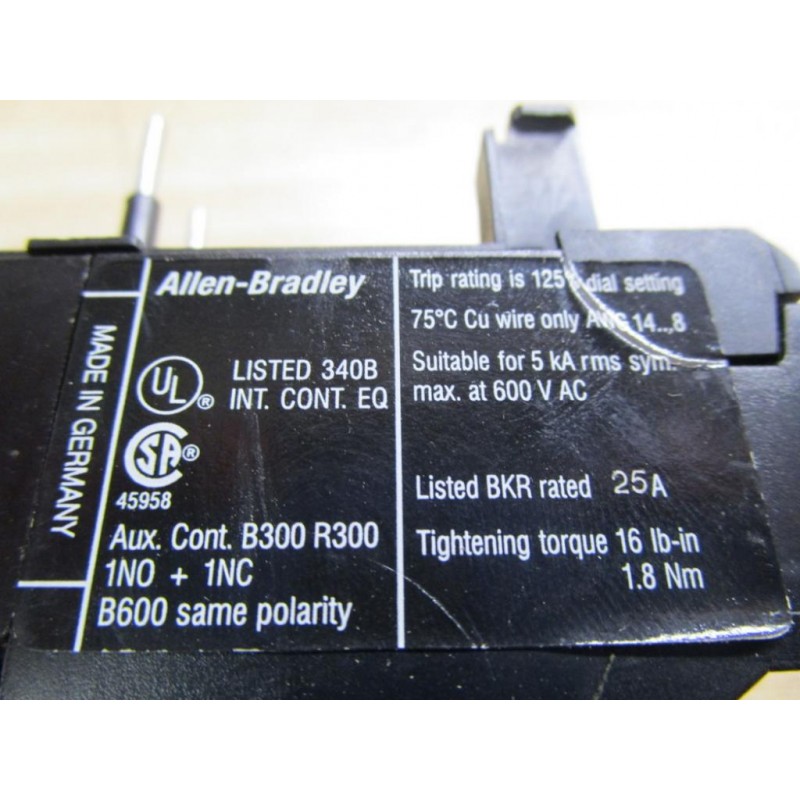 Allen-Bradley
MADE IN GERMANY
UL ®
LISTED 340B
INT. CONT. EQ
SA ®
45958
Aux. Cont. B300 R300
1NO + 1NC
B600 same polarity
Trip rating is 125% dial setting
75°C Cu wire only AWG 14...8
Suitable for 5 kA rms sym.
max. at 600 V AC
Listed BKR rated 25A
Tightening torque 16 lb-in
1.8 Nm